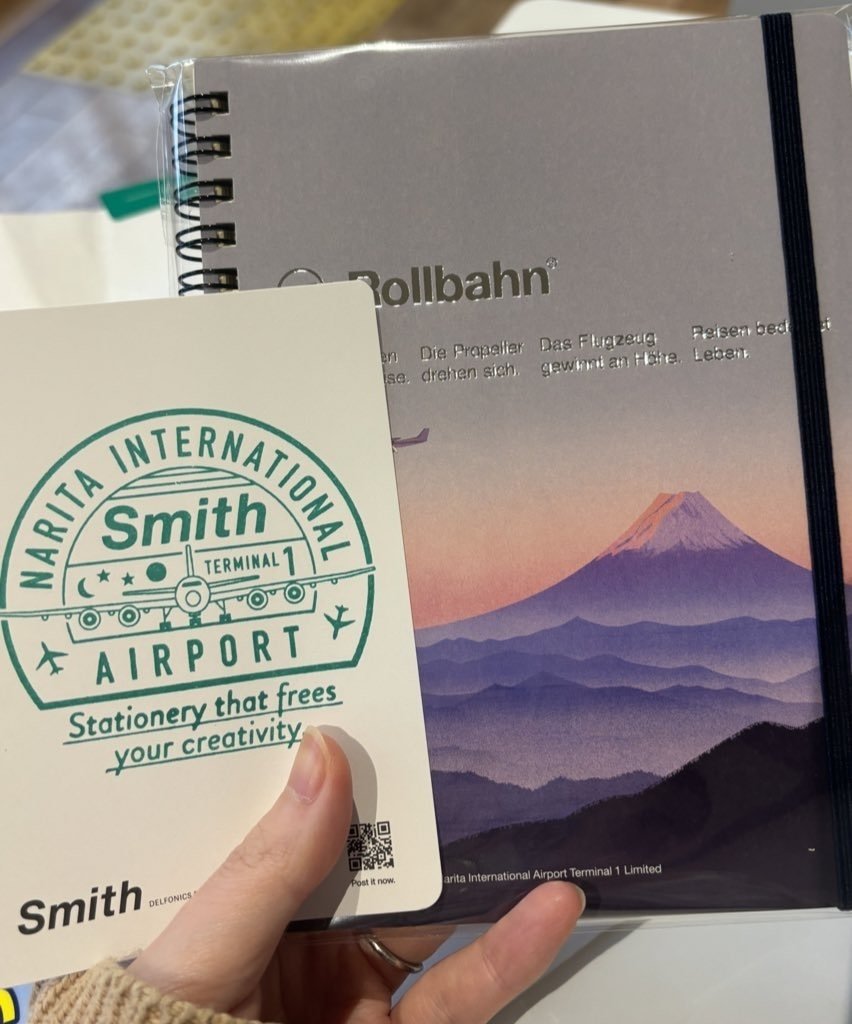 Rollbahn®
Die Propeller
drehen sich.
Das Flugzeug
gewinnt an Höhe.
Reisen
Leben.
NARITA INTERNATIONAL
Smith
TERMINAL 1
AIRPORT
Stationery that frees
your creativity
Post it now.
Smith DELFONICS
International Airport Terminal 1 Limited